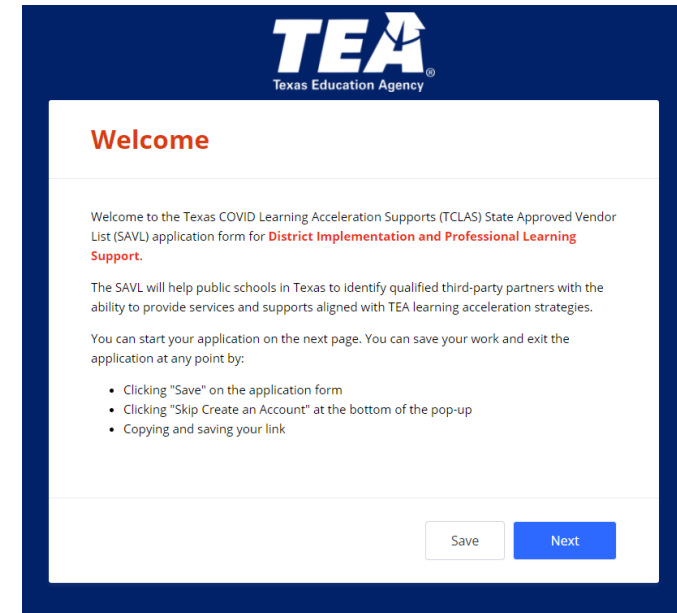 TEA®
Texas Education Agency
Welcome
Welcome to the Texas COVID Learning Acceleration Supports (TCLAS) State Approved Vendor
List (SAVL) application form for District Implementation and Professional Learning
Support.
The SAVL will help public schools in Texas to identify qualified third-party partners with the
ability to provide services and supports aligned with TEA learning acceleration strategies.
You can start your application on the next page. You can save your work and exit the
application at any point by:
• Clicking "Save" on the application form
• Clicking "Skip Create an Account" at the bottom of the pop-up
• Copying and saving your link
Save Next